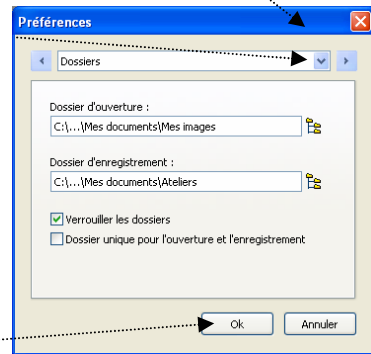 Préférences
Dossiers
Dossier d'ouverture :
C:\...\Mes documents\Mes images
Dossier d'enregistrement :
C:\...\Mes documents\Ateliers
Verrouiller les dossiers
Dossier unique pour l'ouverture et l'enregistrement
Ok Annuler